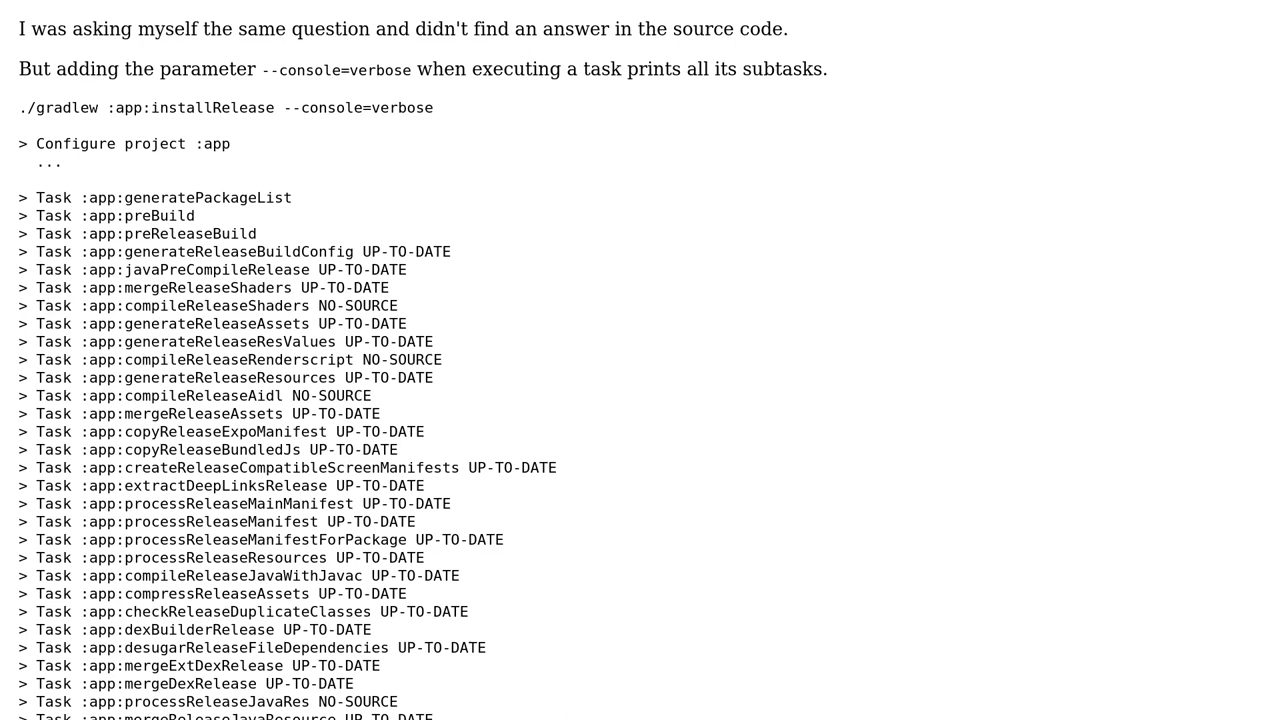 I was asking myself the same question and didn't find an answer in the source code.
But adding the parameter --console=verbose when executing a task prints all its subtasks.
./gradlew :app:installRelease --console=verbose
> Configure project :app
...
> Task :app:generatePackageList
> Task :app:preBuild
> Task :app:preReleaseBuild
> Task :app:generateReleaseBuildConfig UP-TO-DATE
> Task :app:javaPreCompileRelease UP-TO-DATE
> Task :app:mergeReleaseShaders UP-TO-DATE
> Task :app:compileReleaseShaders NO-SOURCE
> Task :app:generateReleaseAssets UP-TO-DATE
> Task :app:generateReleaseResValues UP-TO-DATE
> Task :app:compileReleaseRenderscript NO-SOURCE
> Task :app:generateReleaseResources UP-TO-DATE
> Task :app:compileReleaseAidl NO-SOURCE
> Task :app:mergeReleaseAssets UP-TO-DATE
> Task :app:copyReleaseExpoManifest UP-TO-DATE
> Task :app:copyReleaseBundledJs UP-TO-DATE
> Task :app:createReleaseCompatibleScreenManifests UP-TO-DATE
> Task :app:extractDeepLinksRelease UP-TO-DATE
> Task :app:processReleaseMainManifest UP-TO-DATE
> Task :app:processReleaseManifest UP-TO-DATE
> Task :app:processReleaseManifestForPackage UP-TO-DATE
> Task :app:processReleaseResources UP-TO-DATE
> Task :app:compileReleaseJavaWithJavac UP-TO-DATE
> Task :app:compressReleaseAssets UP-TO-DATE
> Task :app:checkReleaseDuplicateClasses UP-TO-DATE
> Task :app:dexBuilderRelease UP-TO-DATE
> Task :app:desugarReleaseFileDependencies UP-TO-DATE
> Task :app:mergeExtDexRelease UP-TO-DATE
> Task :app:mergeDexRelease UP-TO-DATE
> Task :app:processReleaseJavaRes NO-SOURCE
> Task :app:mergeReleaseJavaResource UP-TO-DATE